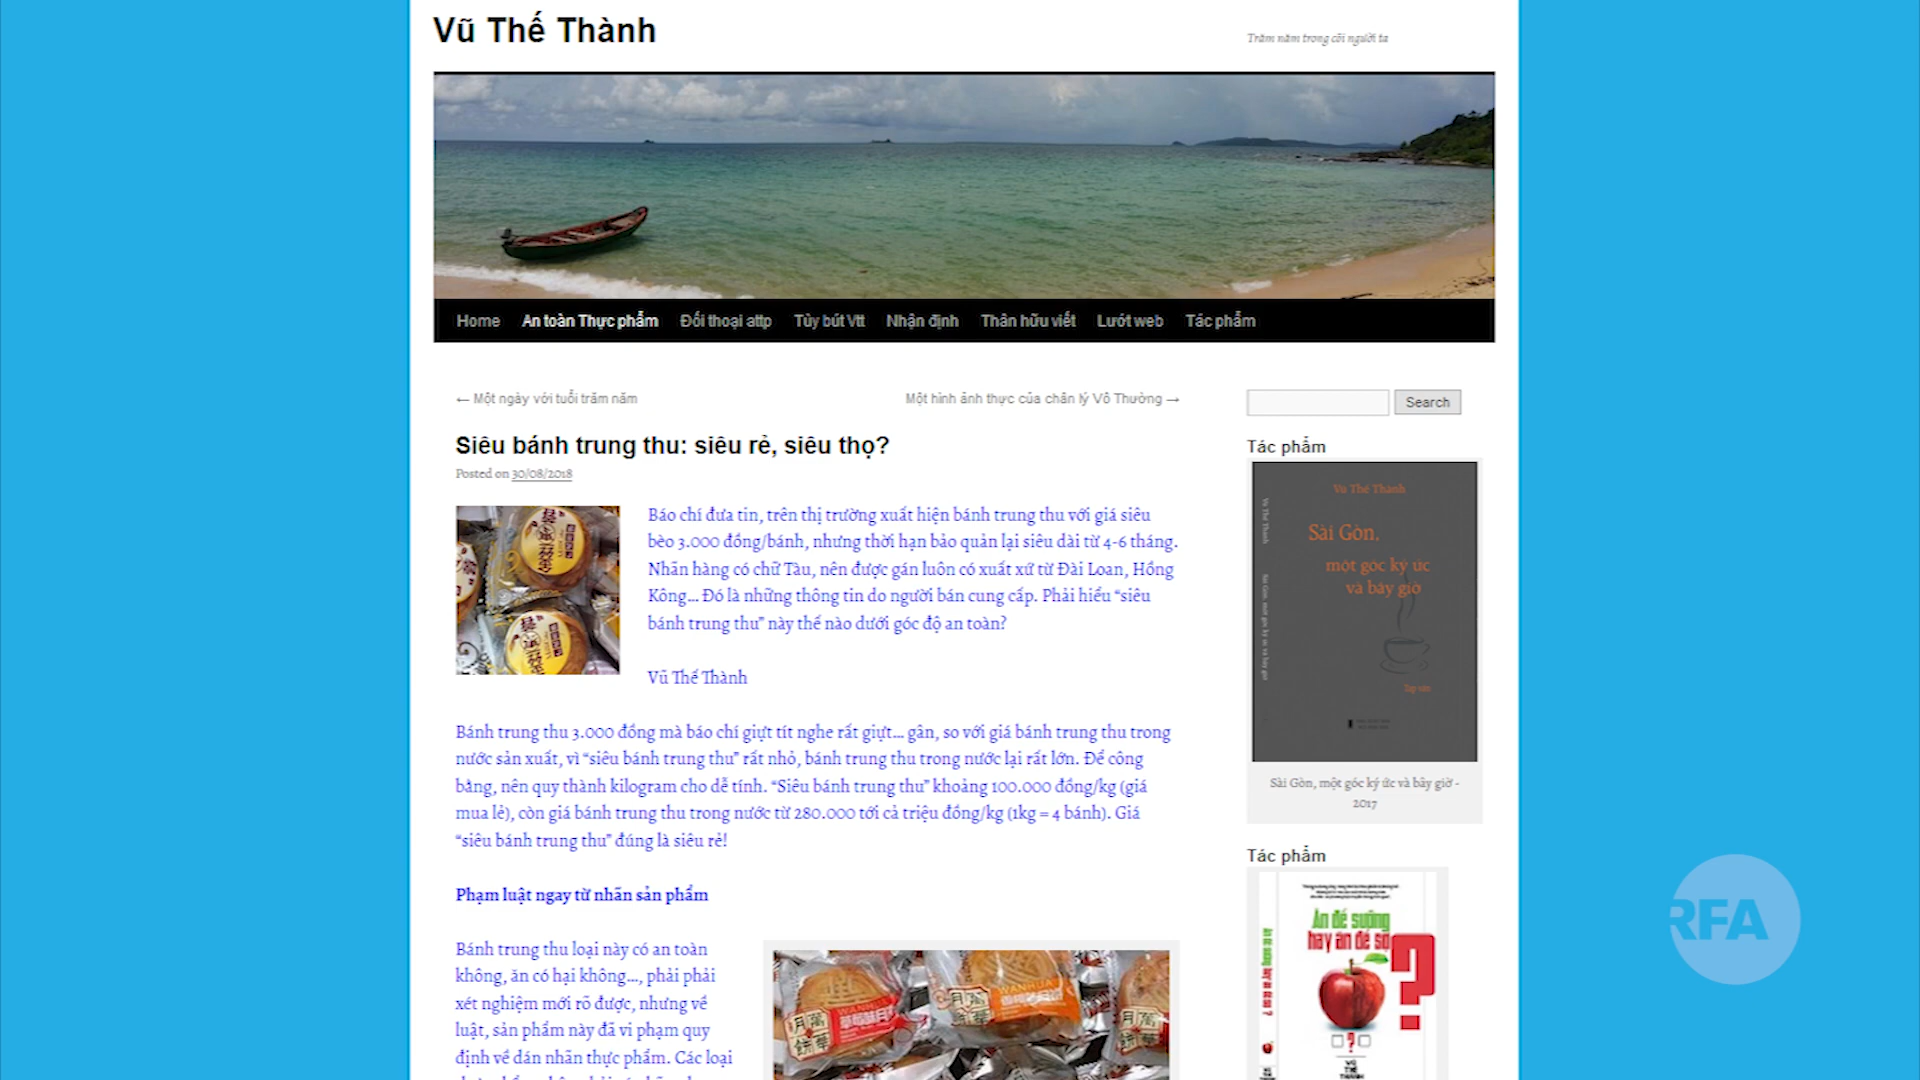 Vũ Thế Thành
Trăm năm trong cõi người ta
Home An toàn Thực phẩm Đối thoại attp Tùy bút Vtt Nhận định Thân hữu viết Lướt web Tác phẩm
← Một ngày với tuổi trăm năm
Một hình ảnh thực của chân lý Vô Thường →
Siêu bánh trung thu: siêu rẻ, siêu thọ?
Posted on 30/08/2018
Báo chí đưa tin, trên thị trường xuất hiện bánh trung thu với giá siêu
bèo 3.000 đồng/bánh, nhưng thời hạn bảo quản lại siêu dài từ 4-6 tháng.
Nhãn hàng có chữ Tàu, nên được gán luôn có xuất xứ từ Đài Loan, Hồng
Kông... Đó là những thông tin do người bán cung cấp. Phải hiểu “siêu
bánh trung thu” này thế nào dưới góc độ an toàn?
Vũ Thế Thành
Bánh trung thu 3.000 đồng mà báo chí giựt tít nghe rất giựt... gân, so với giá bánh trung thu trong
nước sản xuất, vì “siêu bánh trung thu” rất nhỏ, bánh trung thu trong nước lại rất lớn. Để công
bằng, nên quy thành kilogram cho dễ tính. “Siêu bánh trung thu” khoảng 100.000 đồng/kg (giá
mua lẻ), còn giá bánh trung thu trong nước từ 280.000 tới cả triệu đồng/kg (1kg = 4 bánh). Giá
“siêu bánh trung thu” đúng là siêu rẻ!
Phạm luật ngay từ nhãn sản phẩm
Bánh trung thu loại này có an toàn
không, ăn có hại không..., phải phải
xét nghiệm mới rõ được, nhưng về
luật, sản phẩm này đã vi phạm quy
định về dán nhãn thực phẩm. Các loại
WANHUA
Search
Tác phẩm
Vũ Thế Thành
Sài Gòn,
một góc ký ức
và bây giờ
Tạp văn
Sài Gòn, một góc ký ức và bây giờ -
2017
Tác phẩm
Ăn để sướng
hay ăn để sợ
?
VŨ
THẾ
THÀNH
RFA